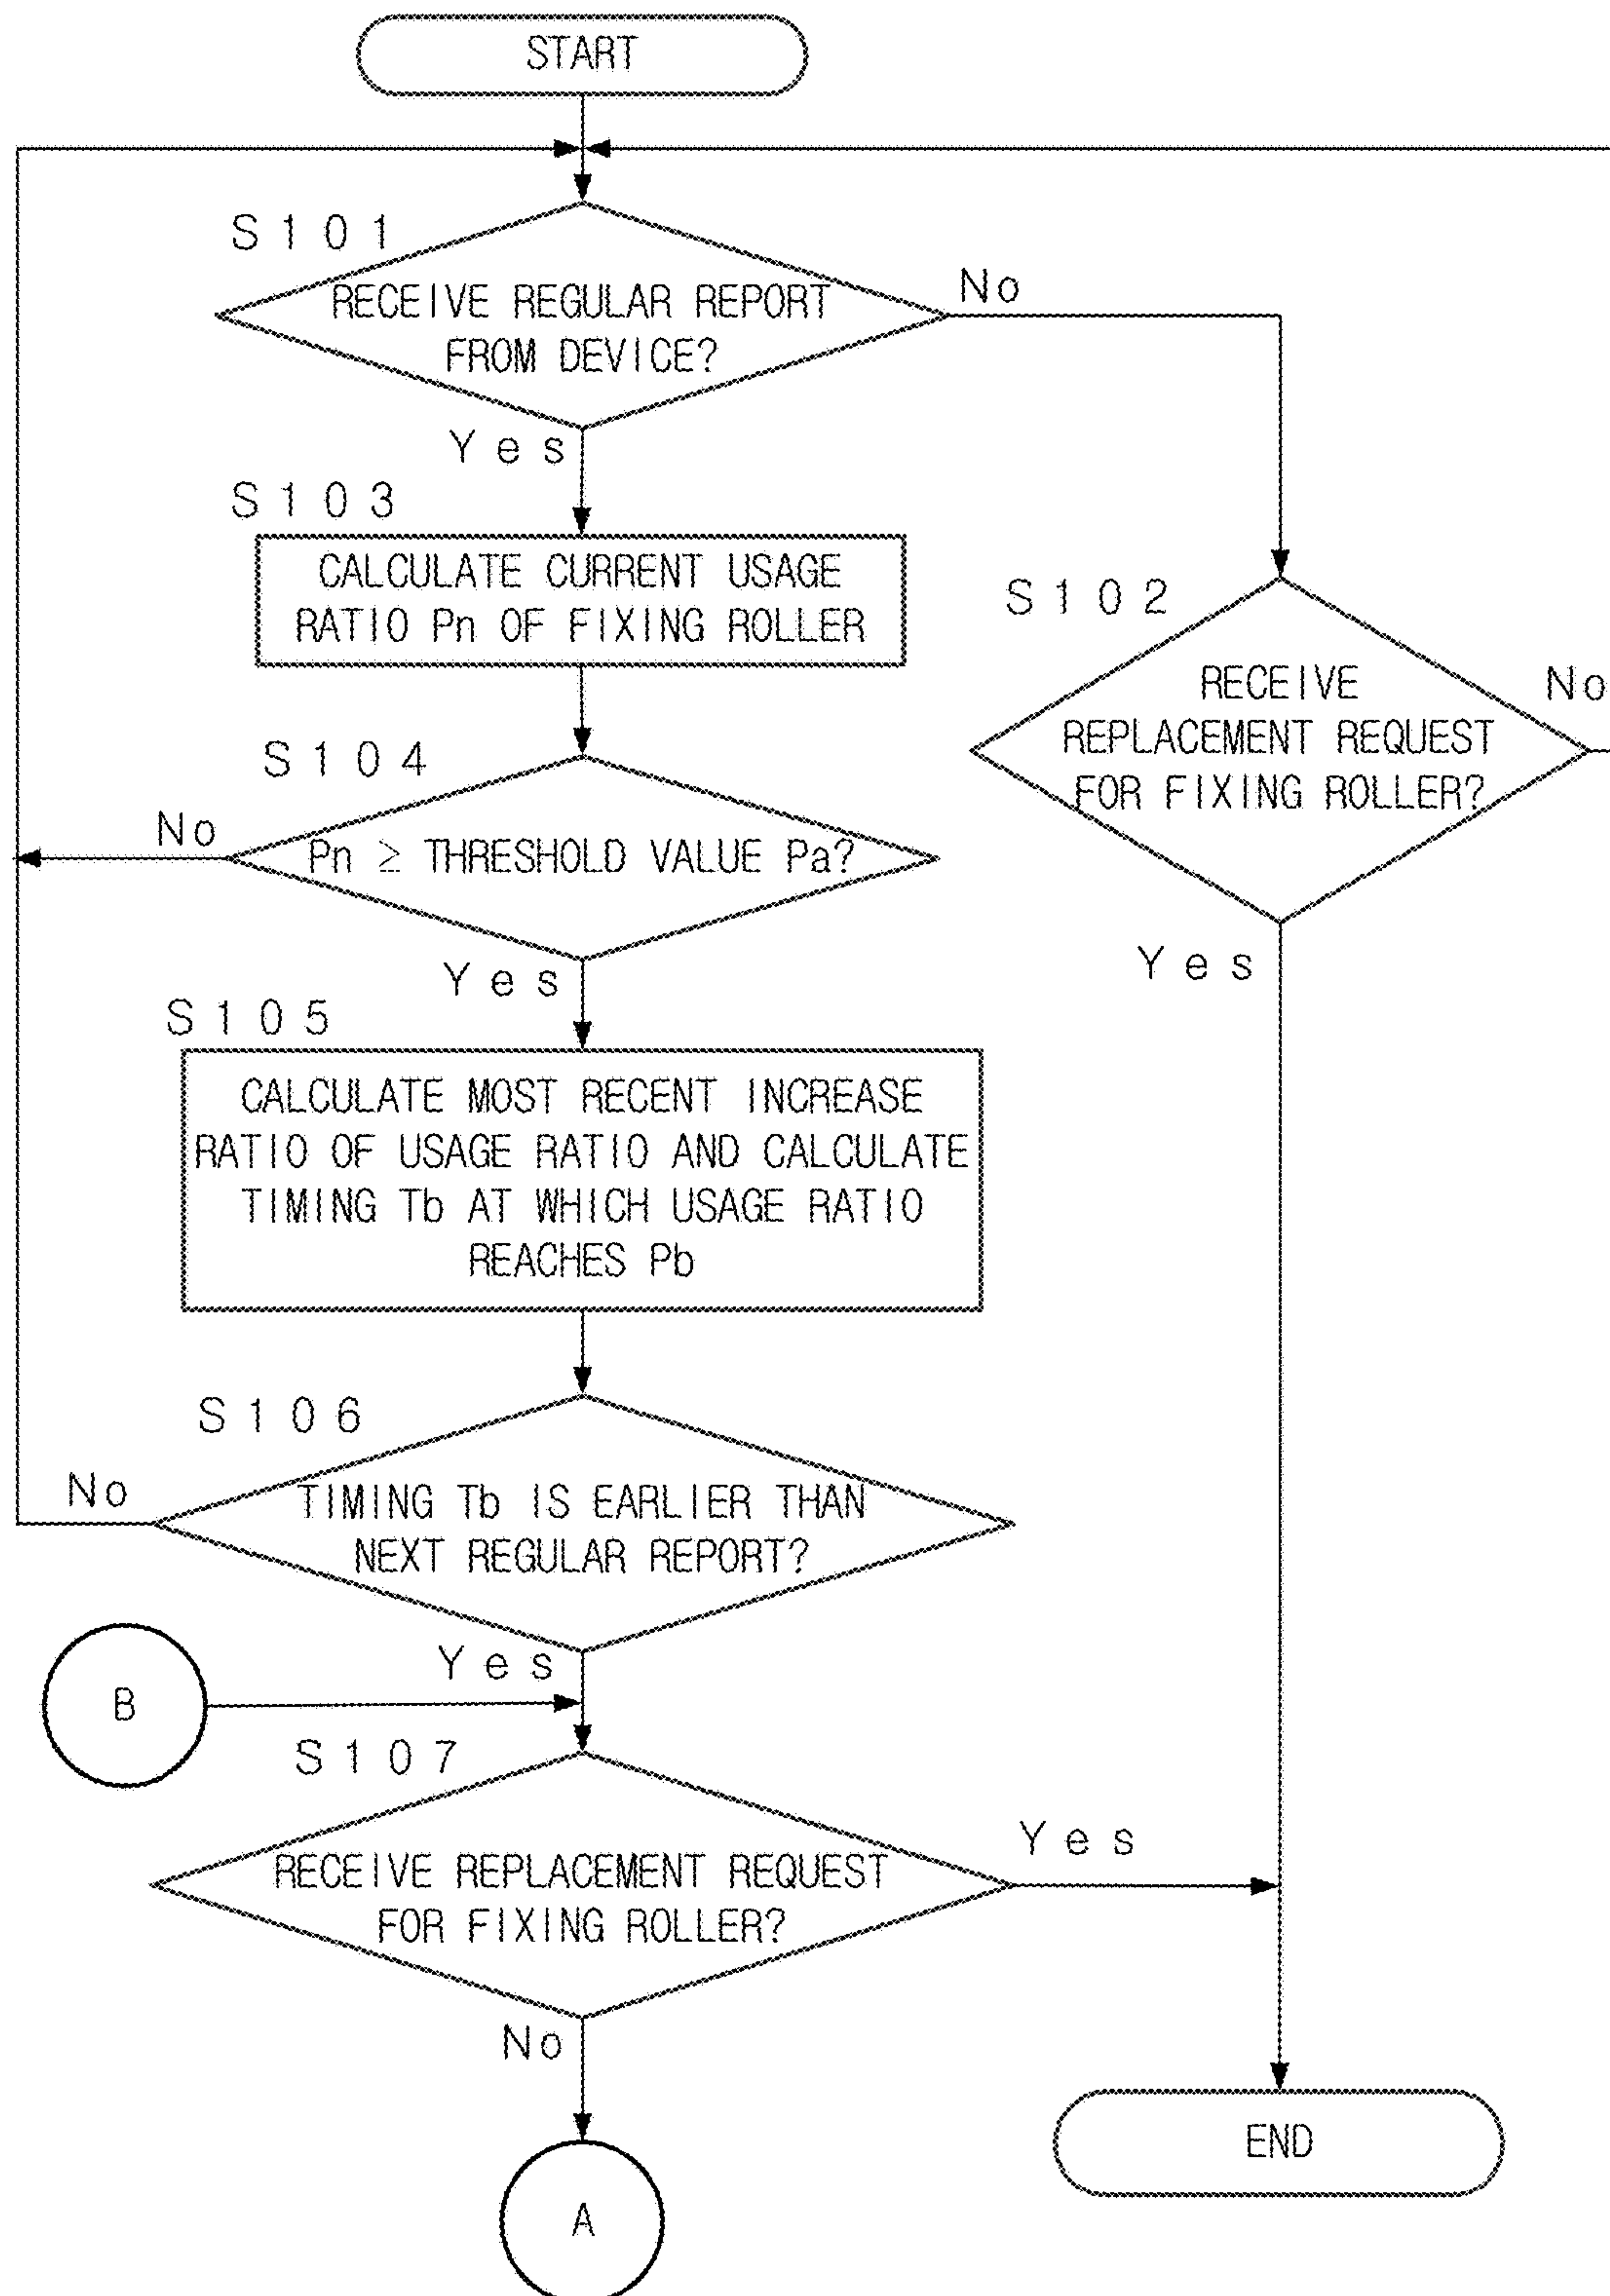 START
S101
RECEIVE REGULAR REPORT
FROM DEVICE?
No
Yes
S103
CALCULATE CURRENT USAGE
RATIO Pn OF FIXING ROLLER
S102
RECEIVE
REPLACEMENT REQUEST
FOR FIXING ROLLER?
No
Yes
S104
Pn ≥ THRESHOLD VALUE Pa?
No
Yes
S105
CALCULATE MOST RECENT INCREASE
RATIO OF USAGE RATIO AND CALCULATE
TIMING Tb AT WHICH USAGE RATIO
REACHES Pb
S106
TIMING Tb IS EARLIER THAN
NEXT REGULAR REPORT?
No
Yes
B
S107
RECEIVE REPLACEMENT REQUEST
FOR FIXING ROLLER?
Yes
No
END
A